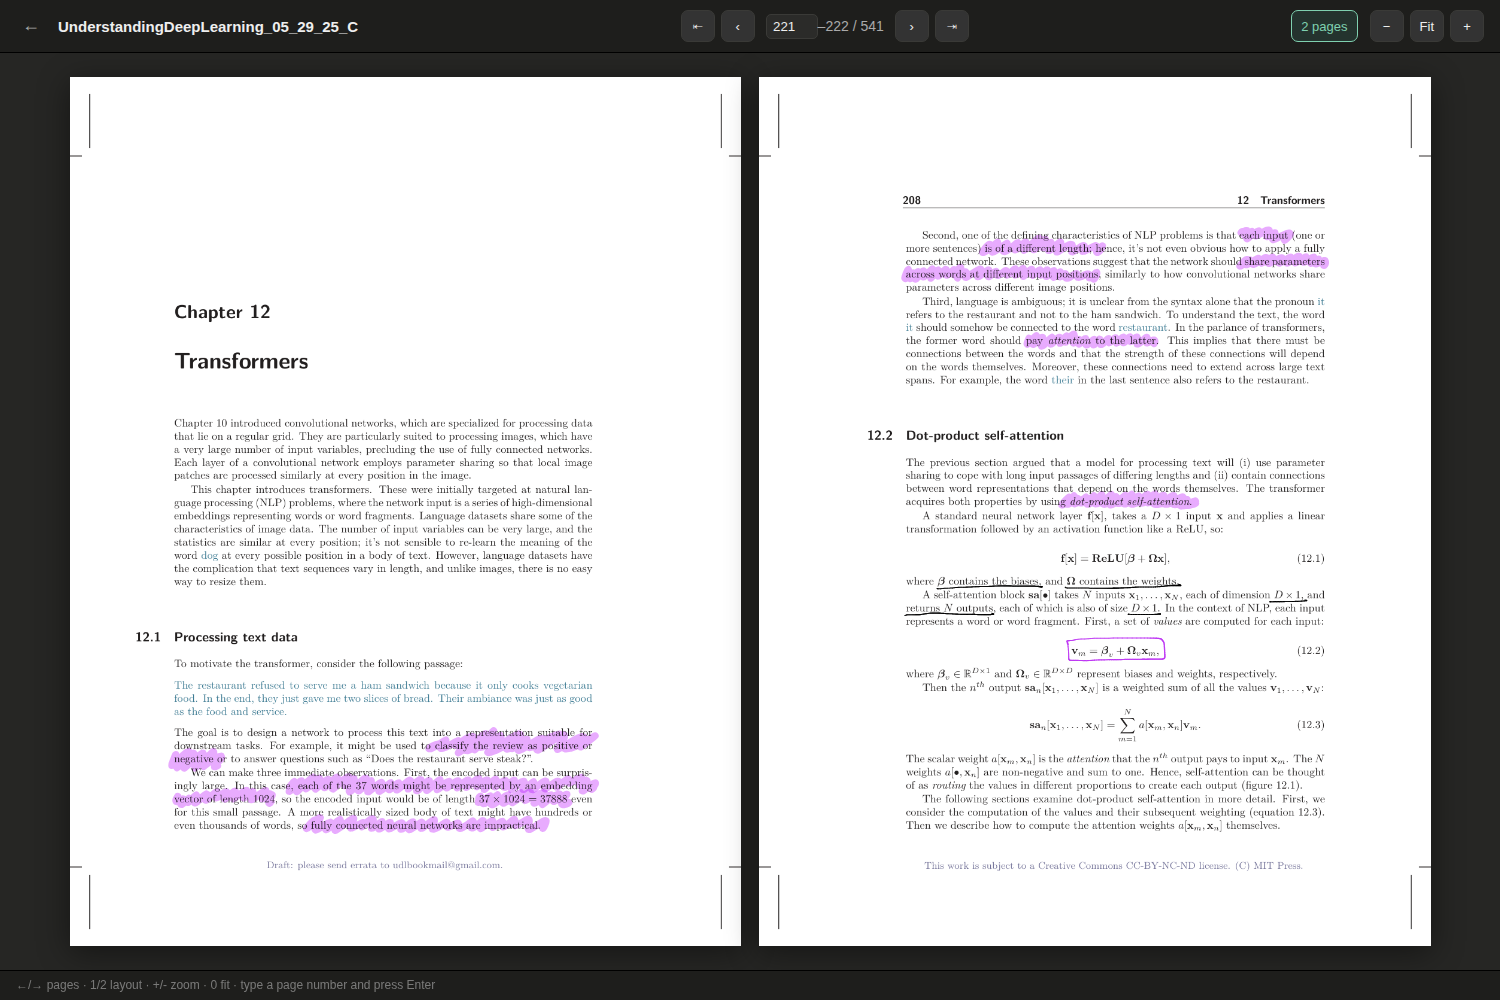 ← UnderstandingDeepLearning_05_29_25_C ⇤ ‹ 221 –222 / 541 › ⇥ 2 pages − Fit +
Chapter 12
Transformers
Chapter 10 introduced convolutional networks, which are specialized for processing data
that lie on a regular grid. They are particularly suited to processing images, which have
a very large number of input variables, precluding the use of fully connected networks.
Each layer of a convolutional network employs parameter sharing so that local image
patches are processed similarly at every position in the image.
This chapter introduces transformers. These were initially targeted at natural lan-
guage processing (NLP) problems, where the network input is a series of high-dimensional
embeddings representing words or word fragments. Language datasets share some of the
characteristics of image data. The number of input variables can be very large, and the
statistics are similar at every position; it's not sensible to re-learn the meaning of the
word dog at every possible position in a body of text. However, language datasets have
the complication that text sequences vary in length, and unlike images, there is no easy
way to resize them.
12.1 Processing text data
To motivate the transformer, consider the following passage:
The restaurant refused to serve me a ham sandwich because it only cooks vegetarian
food. In the end, they just gave me two slices of bread. Their ambiance was just as good
as the food and service.
The goal is to design a network to process this text into a representation suitable for
downstream tasks. For example, it might be used to classify the review as positive or
negative or to answer questions such as “Does the restaurant serve steak?”.
We can make three immediate observations. First, the encoded input can be surpris-
ingly large. In this case, each of the 37 words might be represented by an embedding
vector of length 1024, so the encoded input would be of length 37 × 1024 = 37888 even
for this small passage. A more realistically sized body of text might have hundreds or
even thousands of words, so fully connected neural networks are impractical.
Draft: please send errata to udlbookmail@gmail.com.
208 12 Transformers
Second, one of the defining characteristics of NLP problems is that each input (one or
more sentences) is of a different length; hence, it's not even obvious how to apply a fully
connected network. These observations suggest that the network should share parameters
across words at different input positions, similarly to how convolutional networks share
parameters across different image positions.
Third, language is ambiguous; it is unclear from the syntax alone that the pronoun it
refers to the restaurant and not to the ham sandwich. To understand the text, the word
it should somehow be connected to the word restaurant. In the parlance of transformers,
the former word should pay attention to the latter. This implies that there must be
connections between the words and that the strength of these connections will depend
on the words themselves. Moreover, these connections need to extend across large text
spans. For example, the word their in the last sentence also refers to the restaurant.
12.2 Dot-product self-attention
The previous section argued that a model for processing text will (i) use parameter
sharing to cope with long input passages of differing lengths and (ii) contain connections
between word representations that depend on the words themselves. The transformer
acquires both properties by using dot-product self-attention.
A standard neural network layer f[x], takes a D × 1 input x and applies a linear
transformation followed by an activation function like a ReLU, so:
f[x] = ReLU[β + Ωx], (12.1)
where β contains the biases, and Ω contains the weights.
A self-attention block sa[•] takes N inputs x₁, . . . , x_N, each of dimension D × 1, and
returns N outputs, each of which is also of size D × 1. In the context of NLP, each input
represents a word or word fragment. First, a set of values are computed for each input:
v_m = β_v + Ω_v x_m, (12.2)
where β_v ∈ ℝ^{D×1} and Ω_v ∈ ℝ^{D×D} represent biases and weights, respectively.
Then the n^{th} output sa_n[x₁, . . . , x_N] is a weighted sum of all the values v₁, . . . , v_N:
sa_n[x₁, . . . , x_N] = ∑_{m=1}^{N} a[x_m, x_n]v_m. (12.3)
The scalar weight a[x_m, x_n] is the attention that the n^{th} output pays to input x_m. The N
weights a[•, x_n] are non-negative and sum to one. Hence, self-attention can be thought
of as routing the values in different proportions to create each output (figure 12.1).
The following sections examine dot-product self-attention in more detail. First, we
consider the computation of the values and their subsequent weighting (equation 12.3).
Then we describe how to compute the attention weights a[x_m, x_n] themselves.
This work is subject to a Creative Commons CC-BY-NC-ND license. (C) MIT Press.
←/→ pages · 1/2 layout · +/- zoom · 0 fit · type a page number and press Enter